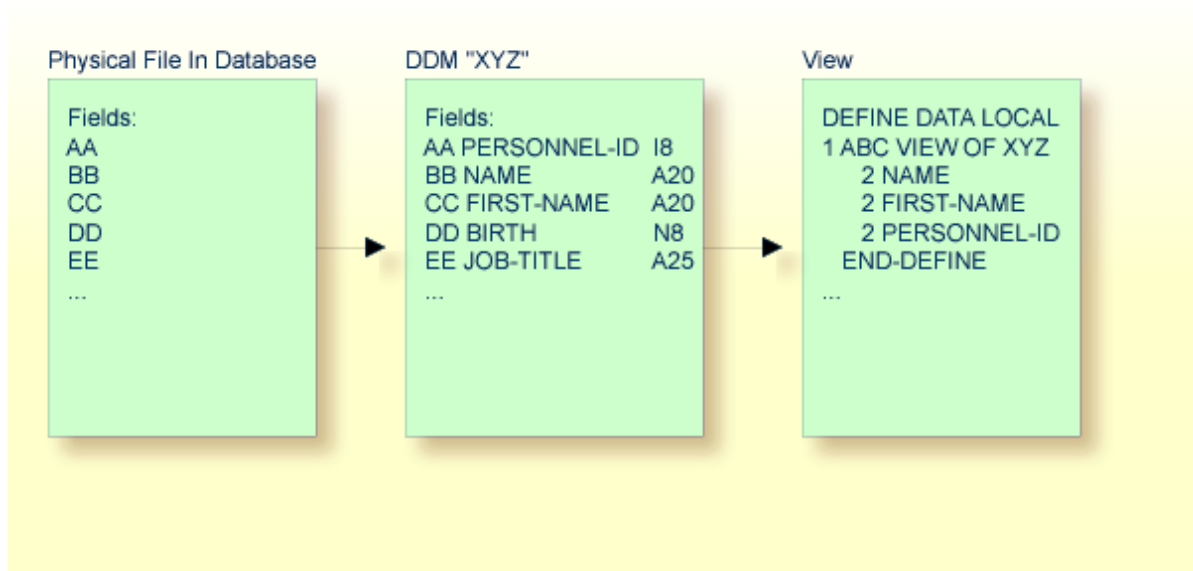 Physical File In Database
Fields:
AA
BB
CC
DD
EE
...
DDM "XYZ"
Fields:
AA PERSONNEL-ID I8
BB NAME A20
CC FIRST-NAME A20
DD BIRTH N8
EE JOB-TITLE A25
...
View
DEFINE DATA LOCAL
1 ABC VIEW OF XYZ
2 NAME
2 FIRST-NAME
2 PERSONNEL-ID
END-DEFINE
...